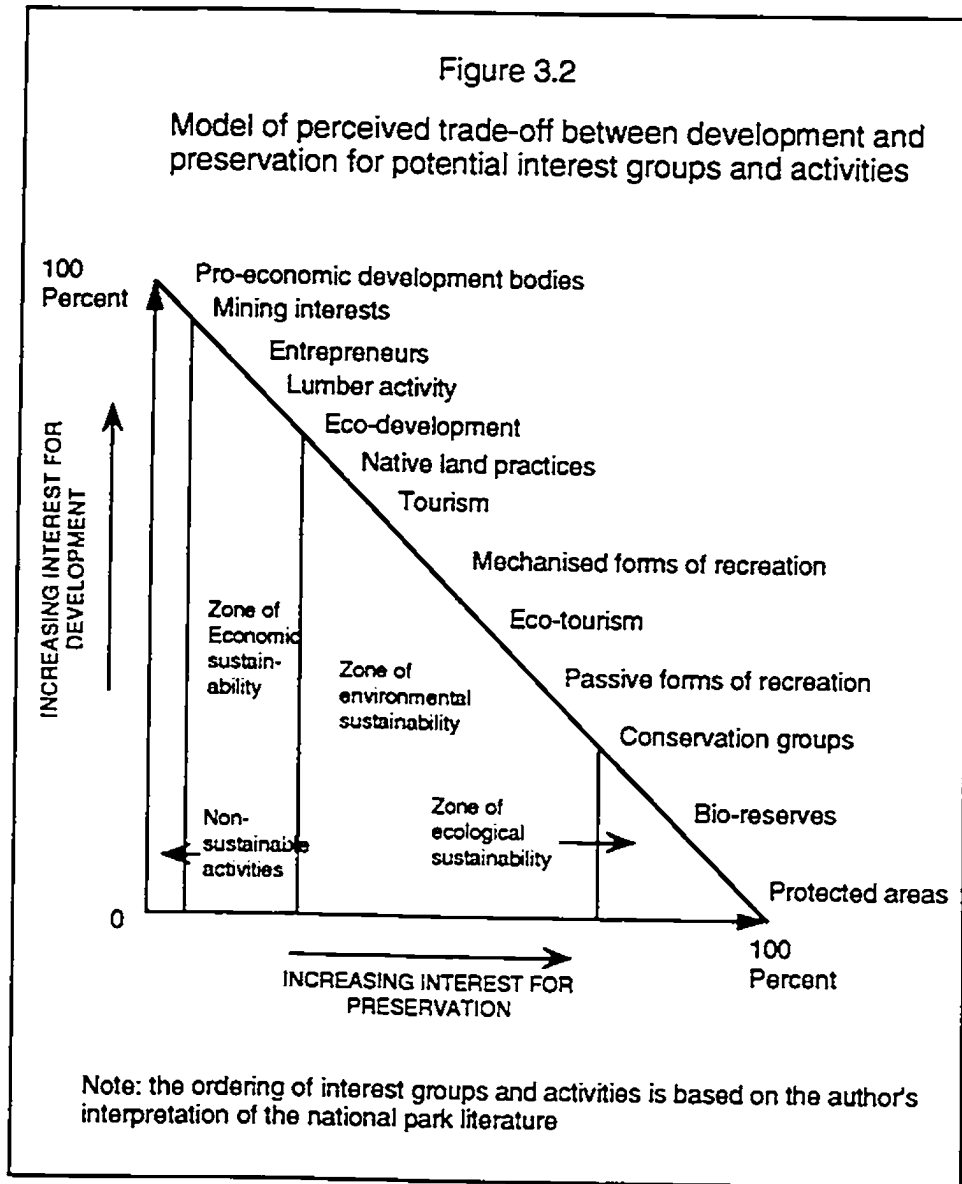 Figure 3.2
Model of perceived trade-off between development and
preservation for potential interest groups and activities
100
Percent
Pro-economic development bodies
Mining interests
Entrepreneurs
Lumber activity
Eco-development
Native land practices
Tourism
Mechanised forms of recreation
Eco-tourism
Passive forms of recreation
Conservation groups
Bio-reserves
Protected areas
INCREASING INTEREST FOR
DEVELOPMENT
Zone of
Economic
sustain-
ability
Zone of
environmental
sustainability
Non-
sustainable
activities
Zone of
ecological
sustainability
0
100
Percent
INCREASING INTEREST FOR
PRESERVATION
Note: the ordering of interest groups and activities is based on the author's
interpretation of the national park literature